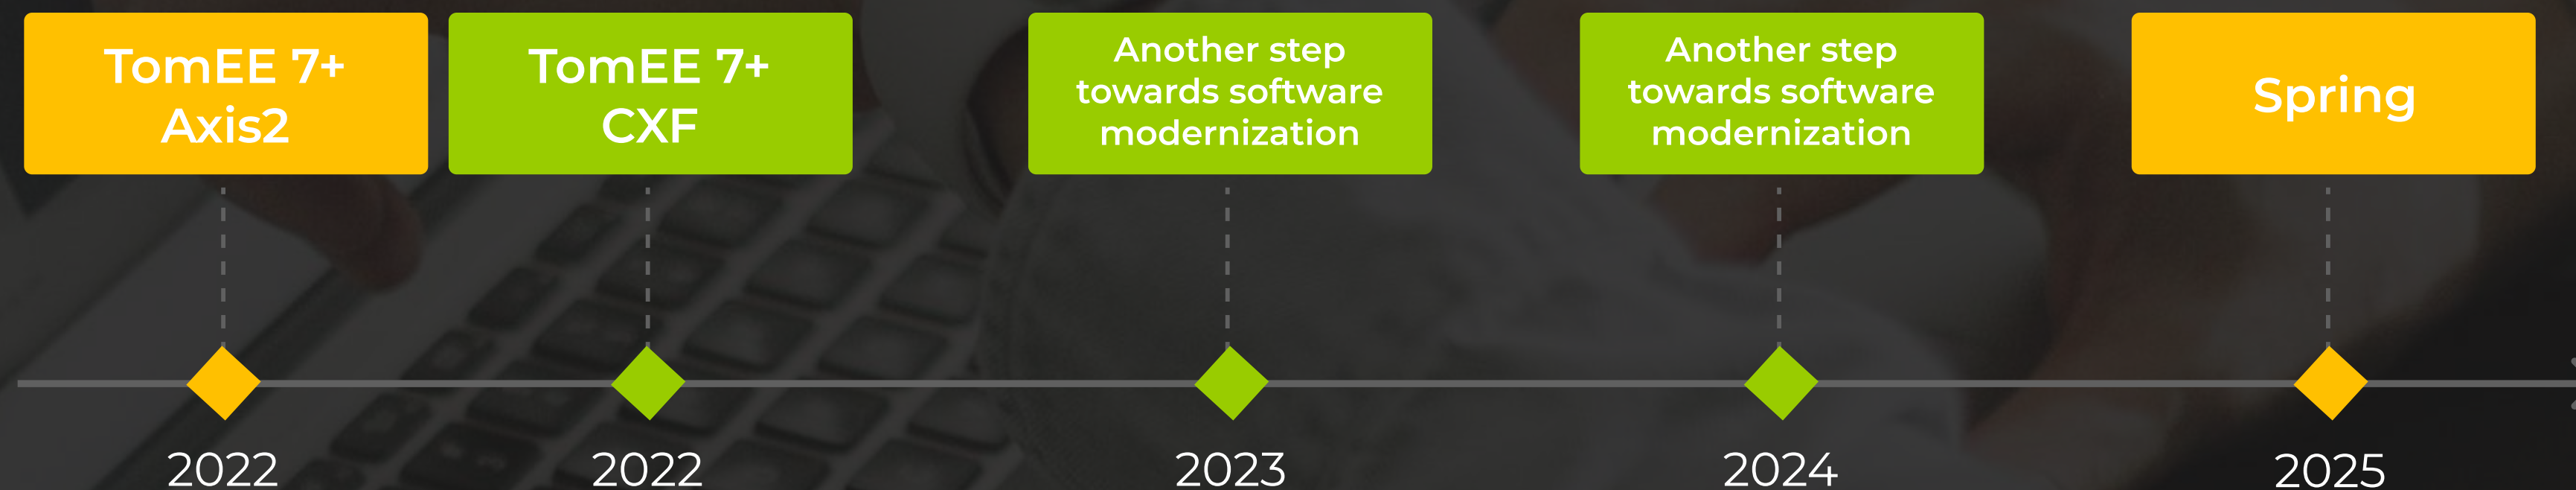 TomEE 7+
Axis2
TomEE 7+
CXF
Another step
towards software
modernization
Another step
towards software
modernization
Spring
2022
2022
2023
2024
2025